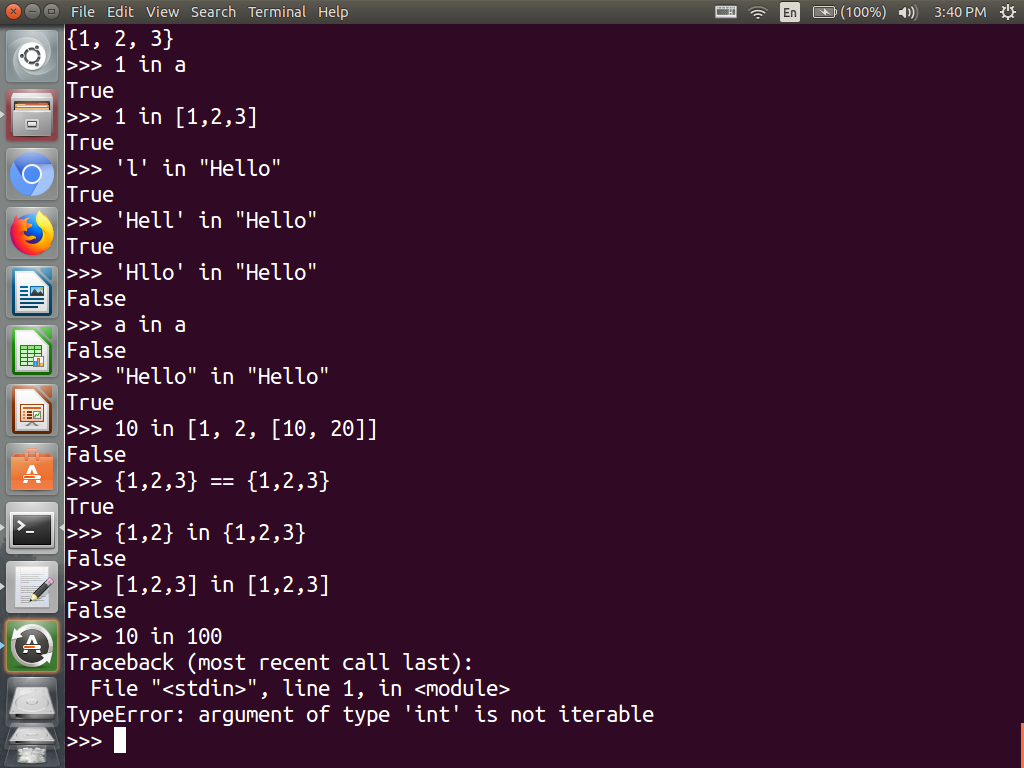 File Edit View Search Terminal Help En (100%) 3:40 PM
{1, 2, 3}
>>> 1 in a
True
>>> 1 in [1,2,3]
True
>>> 'l' in "Hello"
True
>>> 'Hell' in "Hello"
True
>>> 'Hllo' in "Hello"
False
>>> a in a
False
>>> "Hello" in "Hello"
True
>>> 10 in [1, 2, [10, 20]]
False
>>> {1,2,3} == {1,2,3}
True
>>> {1,2} in {1,2,3}
False
>>> [1,2,3] in [1,2,3]
False
>>> 10 in 100
Traceback (most recent call last):
  File "<stdin>", line 1, in <module>
TypeError: argument of type 'int' is not iterable
>>>